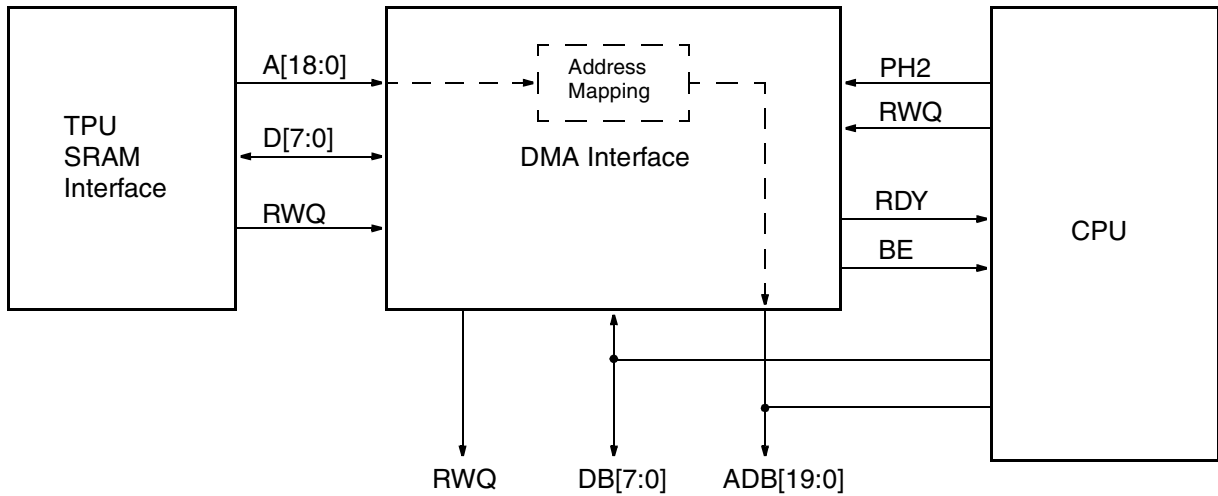 TPU
SRAM
Interface
A[18:0]
D[7:0]
RWQ
Address
Mapping
DMA Interface
PH2
RWQ
RDY
BE
CPU
RWQ
DB[7:0]
ADB[19:0]